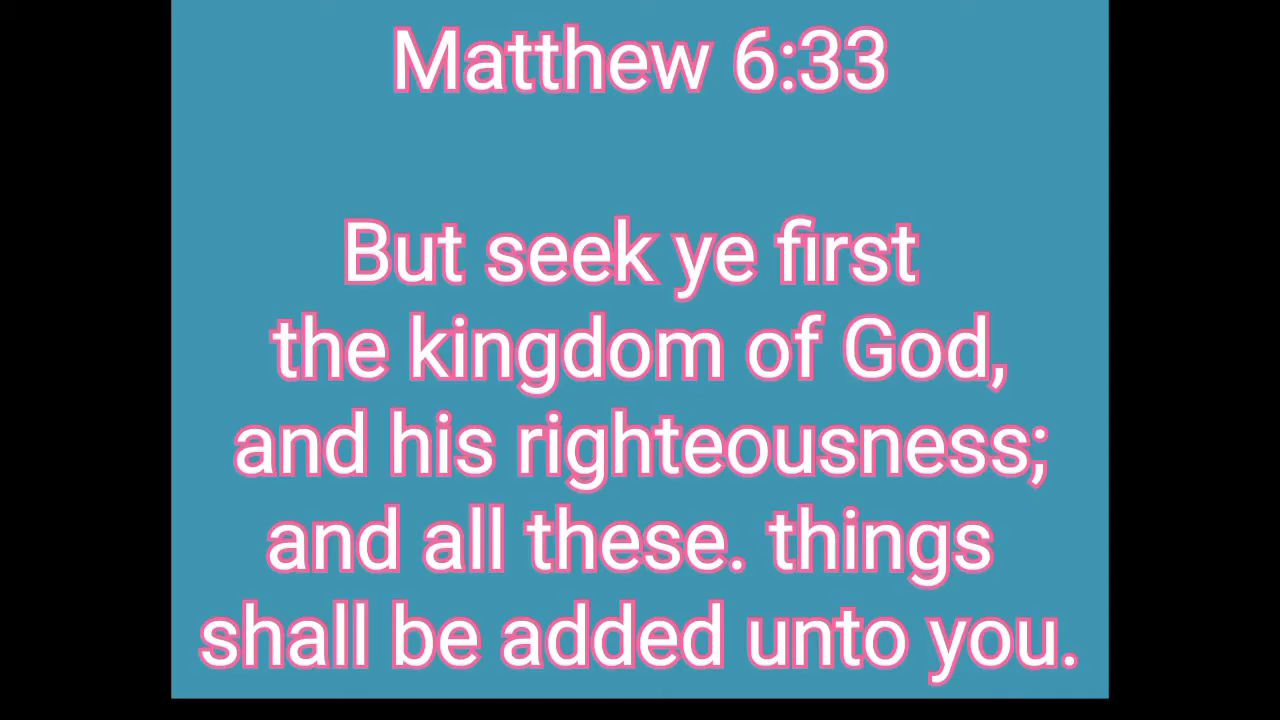 Matthew 6:33
But seek ye first
the kingdom of God,
and his righteousness;
and all these. things
shall be added unto you.